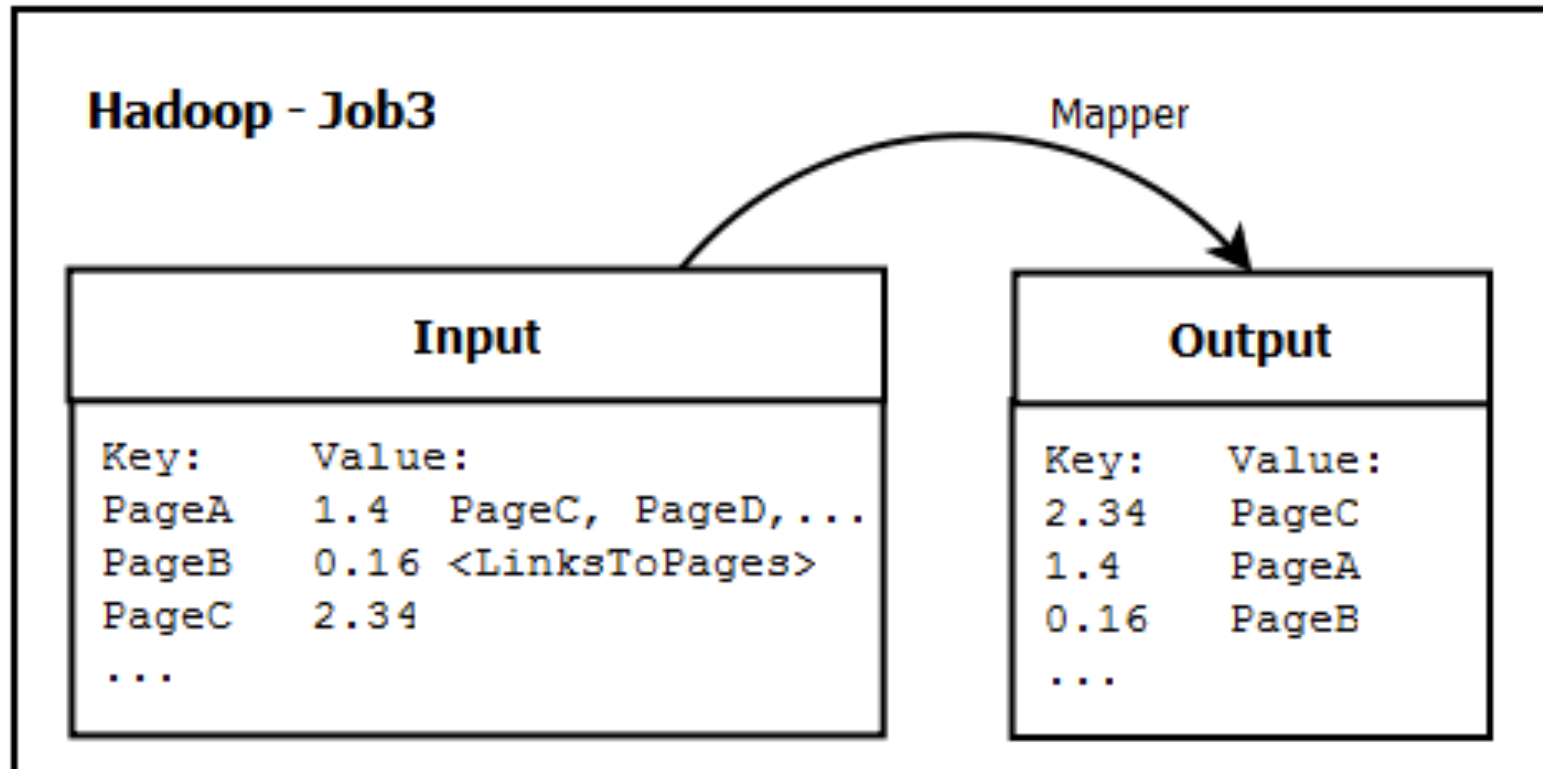 Hadoop - Job3
Mapper
Input
Key: Value:
PageA 1.4 PageC, PageD,...
PageB 0.16 <LinksToPages>
PageC 2.34
...
Output
Key: Value:
2.34 PageC
1.4 PageA
0.16 PageB
...